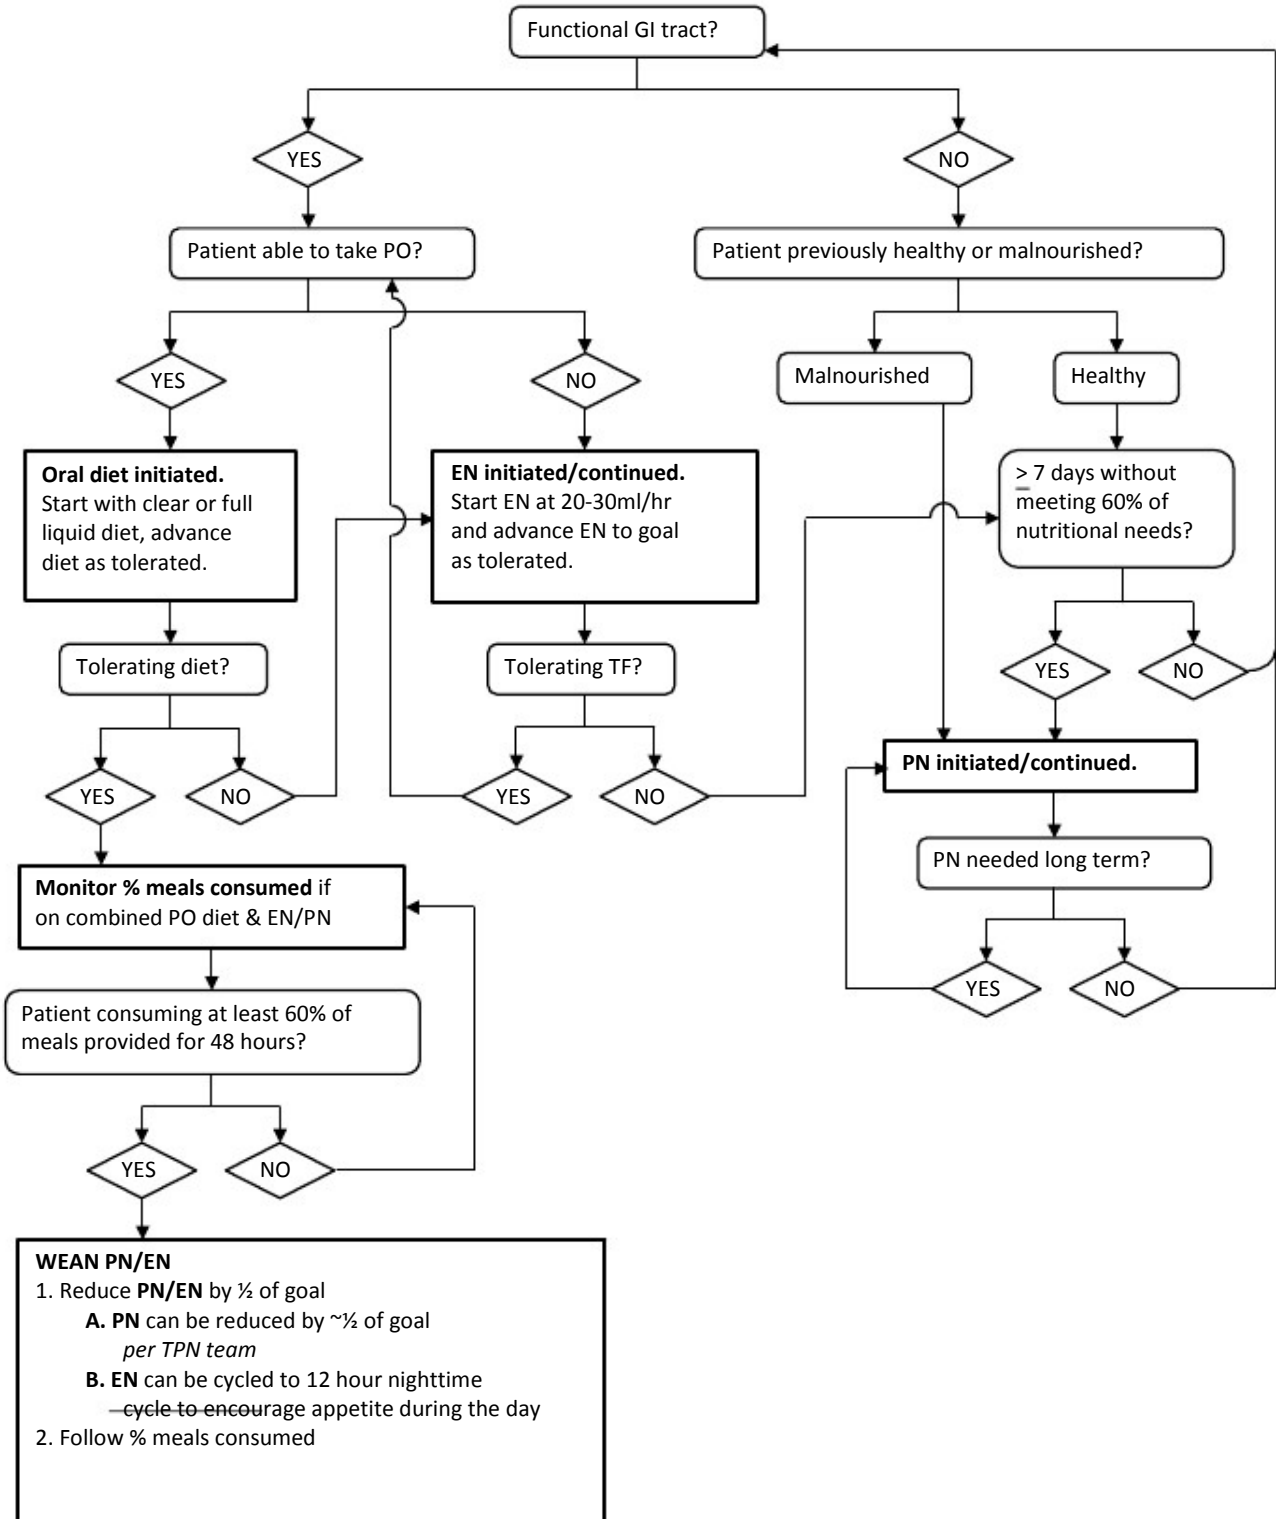 Functional GI tract?
YES
NO
Patient able to take PO?
Patient previously healthy or malnourished?
YES
NO
Malnourished
Healthy
Oral diet initiated.
Start with clear or full
liquid diet, advance
diet as tolerated.
EN initiated/continued.
Start EN at 20-30ml/hr
and advance EN to goal
as tolerated.
> 7 days without
meeting 60% of
nutritional needs?
Tolerating diet?
Tolerating TF?
YES
NO
YES
NO
YES
NO
PN initiated/continued.
PN needed long term?
YES
NO
Monitor % meals consumed if
on combined PO diet & EN/PN
Patient consuming at least 60% of
meals provided for 48 hours?
YES
NO
WEAN PN/EN
1. Reduce PN/EN by ½ of goal
A. PN can be reduced by ~½ of goal
per TPN team
B. EN can be cycled to 12 hour nighttime
cycle to encourage appetite during the day
2. Follow % meals consumed